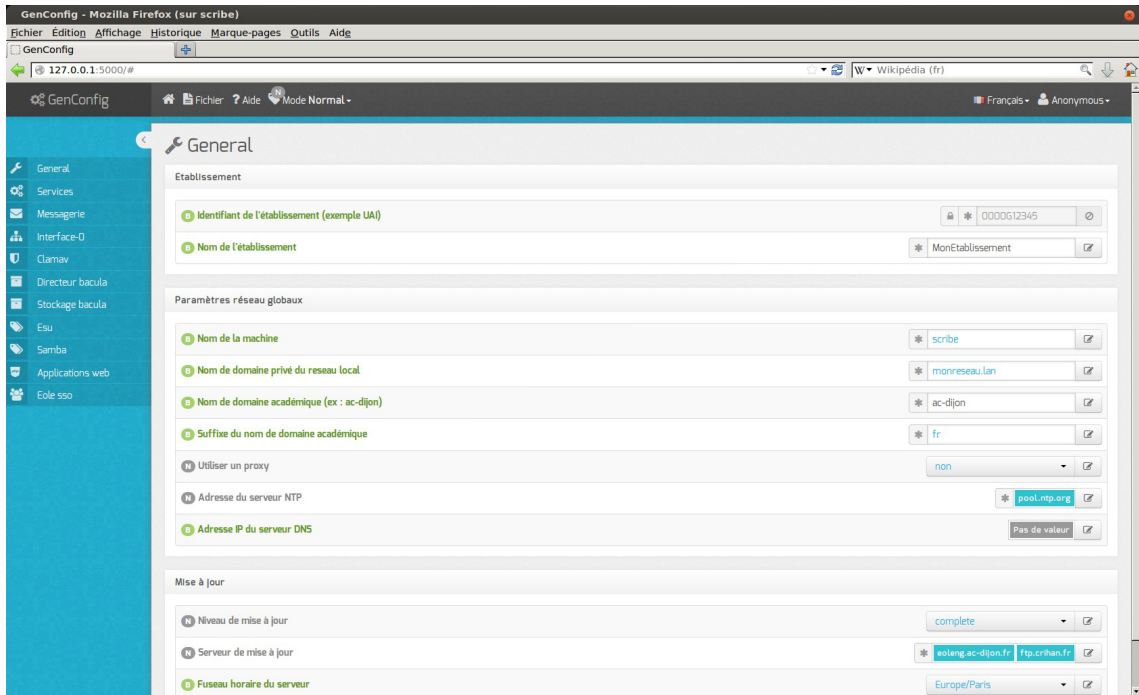 GenConfig - Mozilla Firefox (sur scribe)
Fichier Édition Affichage Historique Marque-pages Outils Aide
GenConfig
127.0.0.1:5000/#
W Wikipédia (fr)
GenConfig
Fichier ? Aide N Mode Normal
Français Anonymous
General
Services
Messagerie
Interface-0
Clamav
Directeur bacula
Stockage bacula
Esu
Samba
Applications web
Eole sso
General
Etablissement
B Identifiant de l'établissement (exemple UAI) 0000G12345
B Nom de l'établissement MonEtablissement
Paramètres réseau globaux
B Nom de la machine scribe
B Nom de domaine privé du reseau local monreseau.lan
B Nom de domaine académique (ex : ac-dijon) ac-dijon
B Suffixe du nom de domaine académique fr
N Utiliser un proxy non
N Adresse du serveur NTP pool.ntp.org
B Adresse IP du serveur DNS Pas de valeur
Mise à jour
N Niveau de mise à jour complete
N Serveur de mise à jour eoleng.ac-dijon.fr ftp.crihan.fr
B Fuseau horaire du serveur Europe/Paris